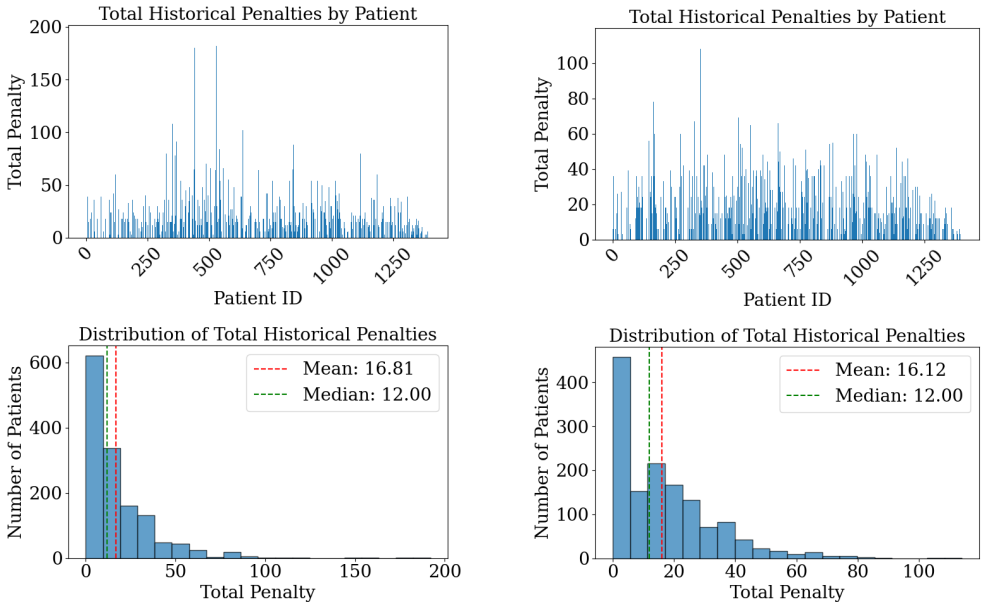 Total Historical Penalties by Patient
200
150
100
50
0
Total Penalty
0
250
500
750
1000
1250
Patient ID
Total Historical Penalties by Patient
100
80
60
40
20
0
Total Penalty
0
250
500
750
1000
1250
Patient ID
Distribution of Total Historical Penalties
600
400
200
0
Number of Patients
Mean: 16.81
Median: 12.00
0
50
100
150
200
Total Penalty
Distribution of Total Historical Penalties
400
300
200
100
0
Number of Patients
Mean: 16.12
Median: 12.00
0
20
40
60
80
100
Total Penalty